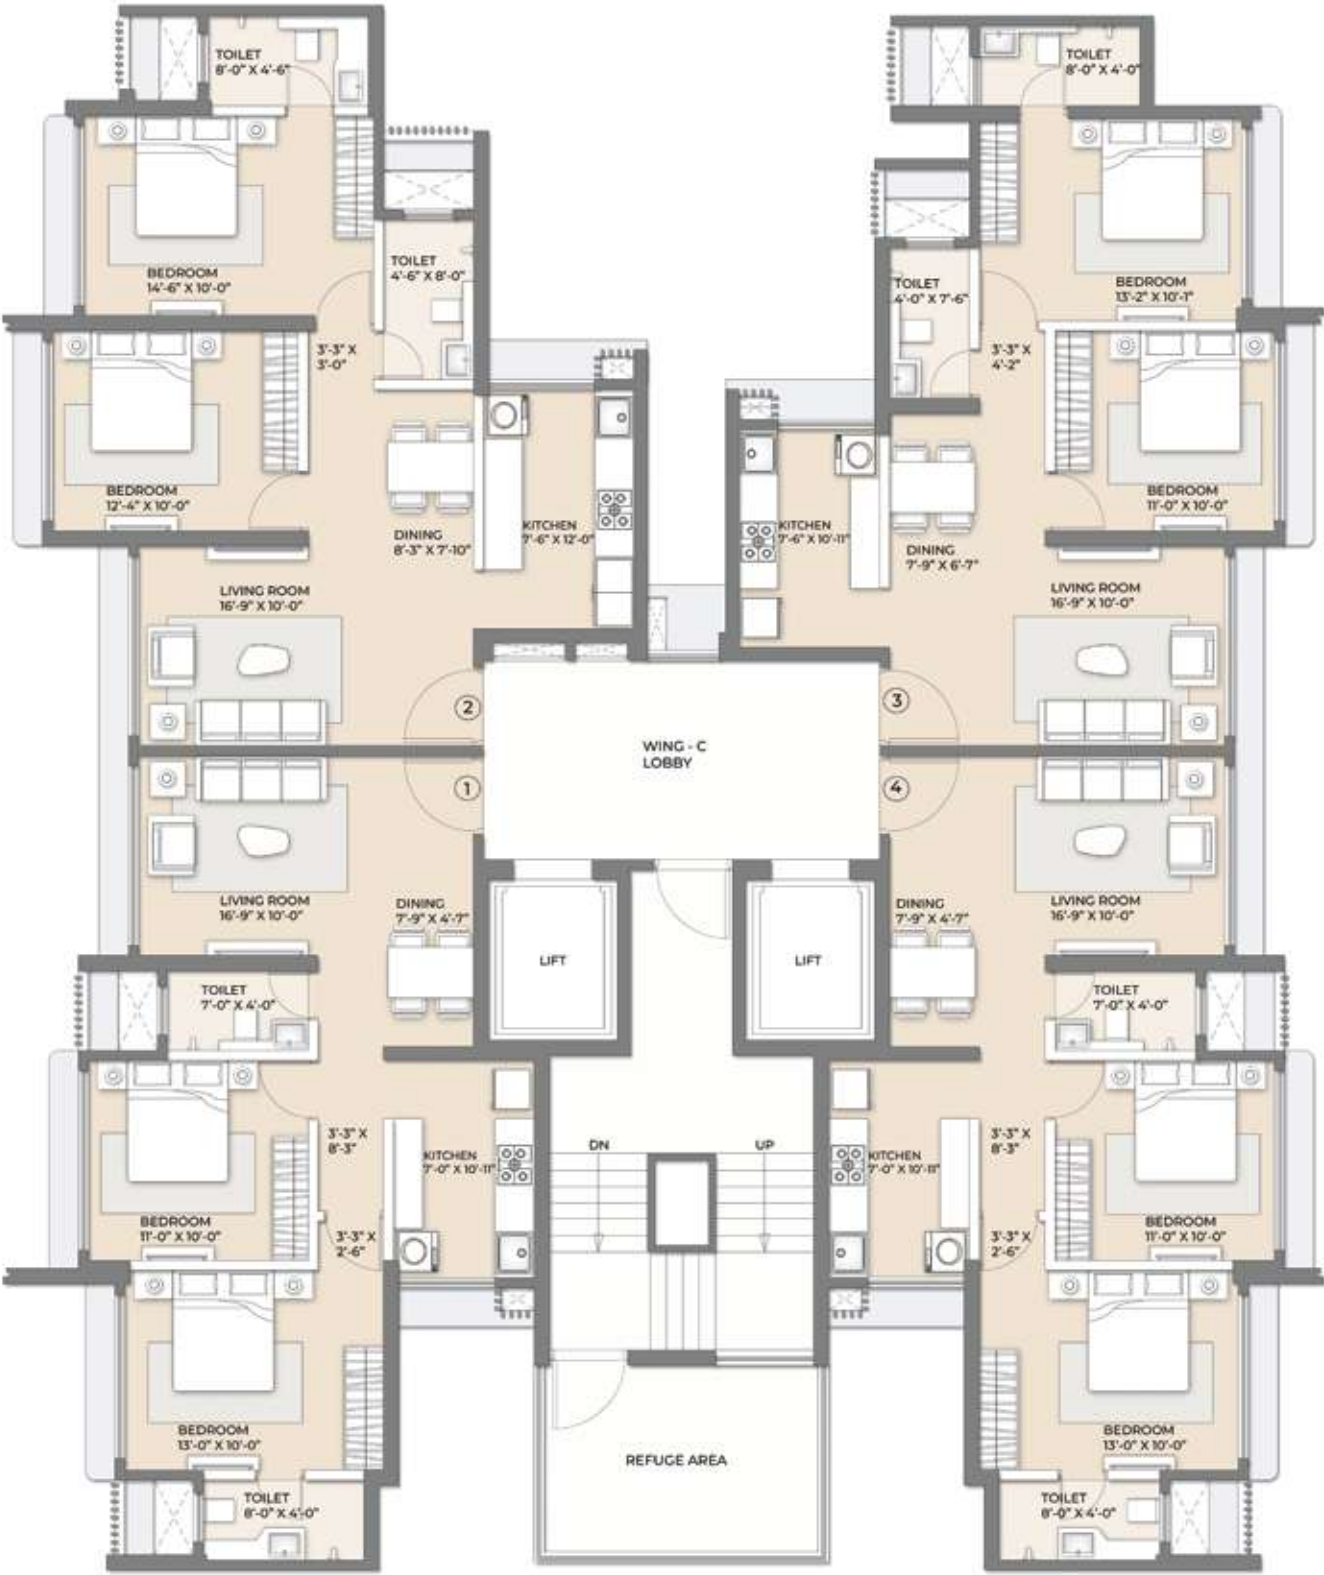 TOILET
8'-0" X 4'-6"
TOILET
8'-0" X 4'-0"
BEDROOM
14'-6" X 10'-0"
TOILET
4'-6" X 8'-0"
TOILET
4'-0" X 7'-6"
BEDROOM
13'-2" X 10'-1"
3'-3" X
3'-0"
3'-3" X
4'-2"
BEDROOM
12'-4" X 10'-0"
DINING
8'-3" X 7'-10"
KITCHEN
7'-6" X 12'-0"
KITCHEN
7'-6" X 10'-11"
DINING
7'-9" X 6'-7"
BEDROOM
11'-0" X 10'-0"
LIVING ROOM
16'-9" X 10'-0"
LIVING ROOM
16'-9" X 10'-0"
2
3
WING - C
LOBBY
1
4
LIVING ROOM
16'-9" X 10'-0"
DINING
7'-9" X 4'-7"
DINING
7'-9" X 4'-7"
LIVING ROOM
16'-9" X 10'-0"
LIFT
LIFT
TOILET
7'-0" X 4'-0"
TOILET
7'-0" X 4'-0"
3'-3" X
8'-3"
KITCHEN
7'-0" X 10'-11"
DN
UP
KITCHEN
7'-0" X 10'-11"
3'-3" X
8'-3"
BEDROOM
11'-0" X 10'-0"
3'-3" X
2'-6"
3'-3" X
2'-6"
BEDROOM
11'-0" X 10'-0"
BEDROOM
13'-0" X 10'-0"
REFUGE AREA
BEDROOM
13'-0" X 10'-0"
TOILET
8'-0" X 4'-0"
TOILET
8'-0" X 4'-0"